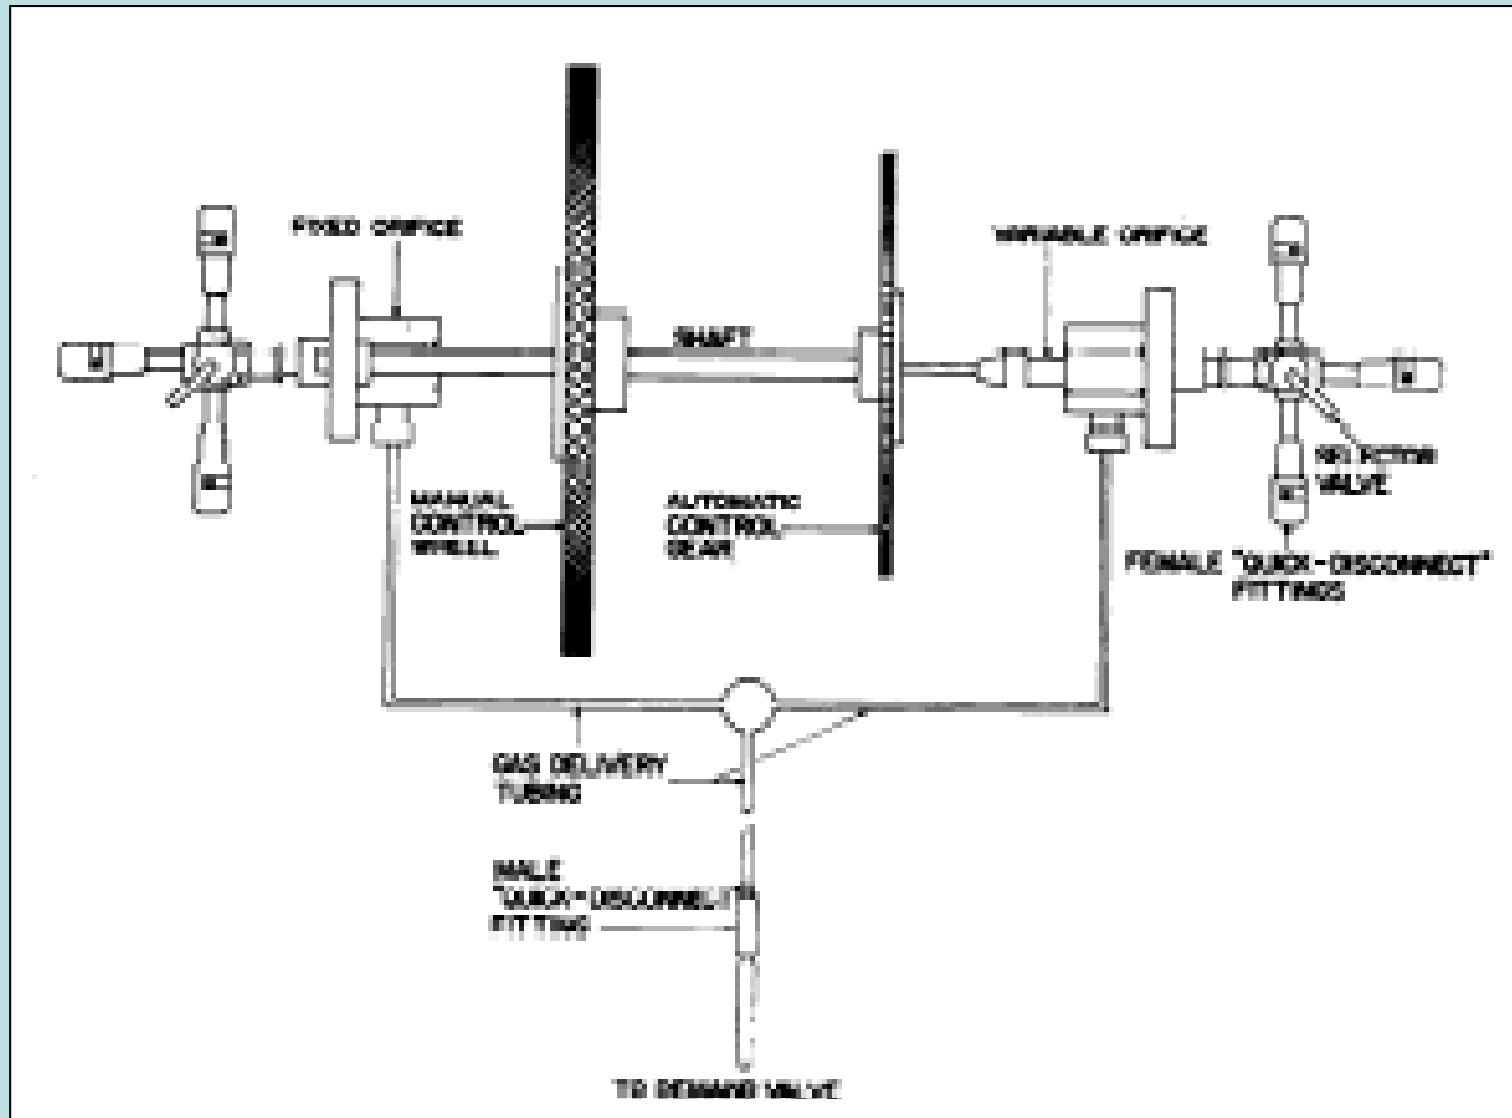 FIXED ORIFICE
VARIABLE ORIFICE
SHAFT
SELECTOR
VALVE
MANUAL
CONTROL
WHEEL
AUTOMATIC
CONTROL
GEAR
FEMALE "QUICK-DISCONNECT"
FITTINGS
GAS DELIVERY
TUBING
MALE
"QUICK-DISCONNECT"
FITTING
TO DEMAND VALVE